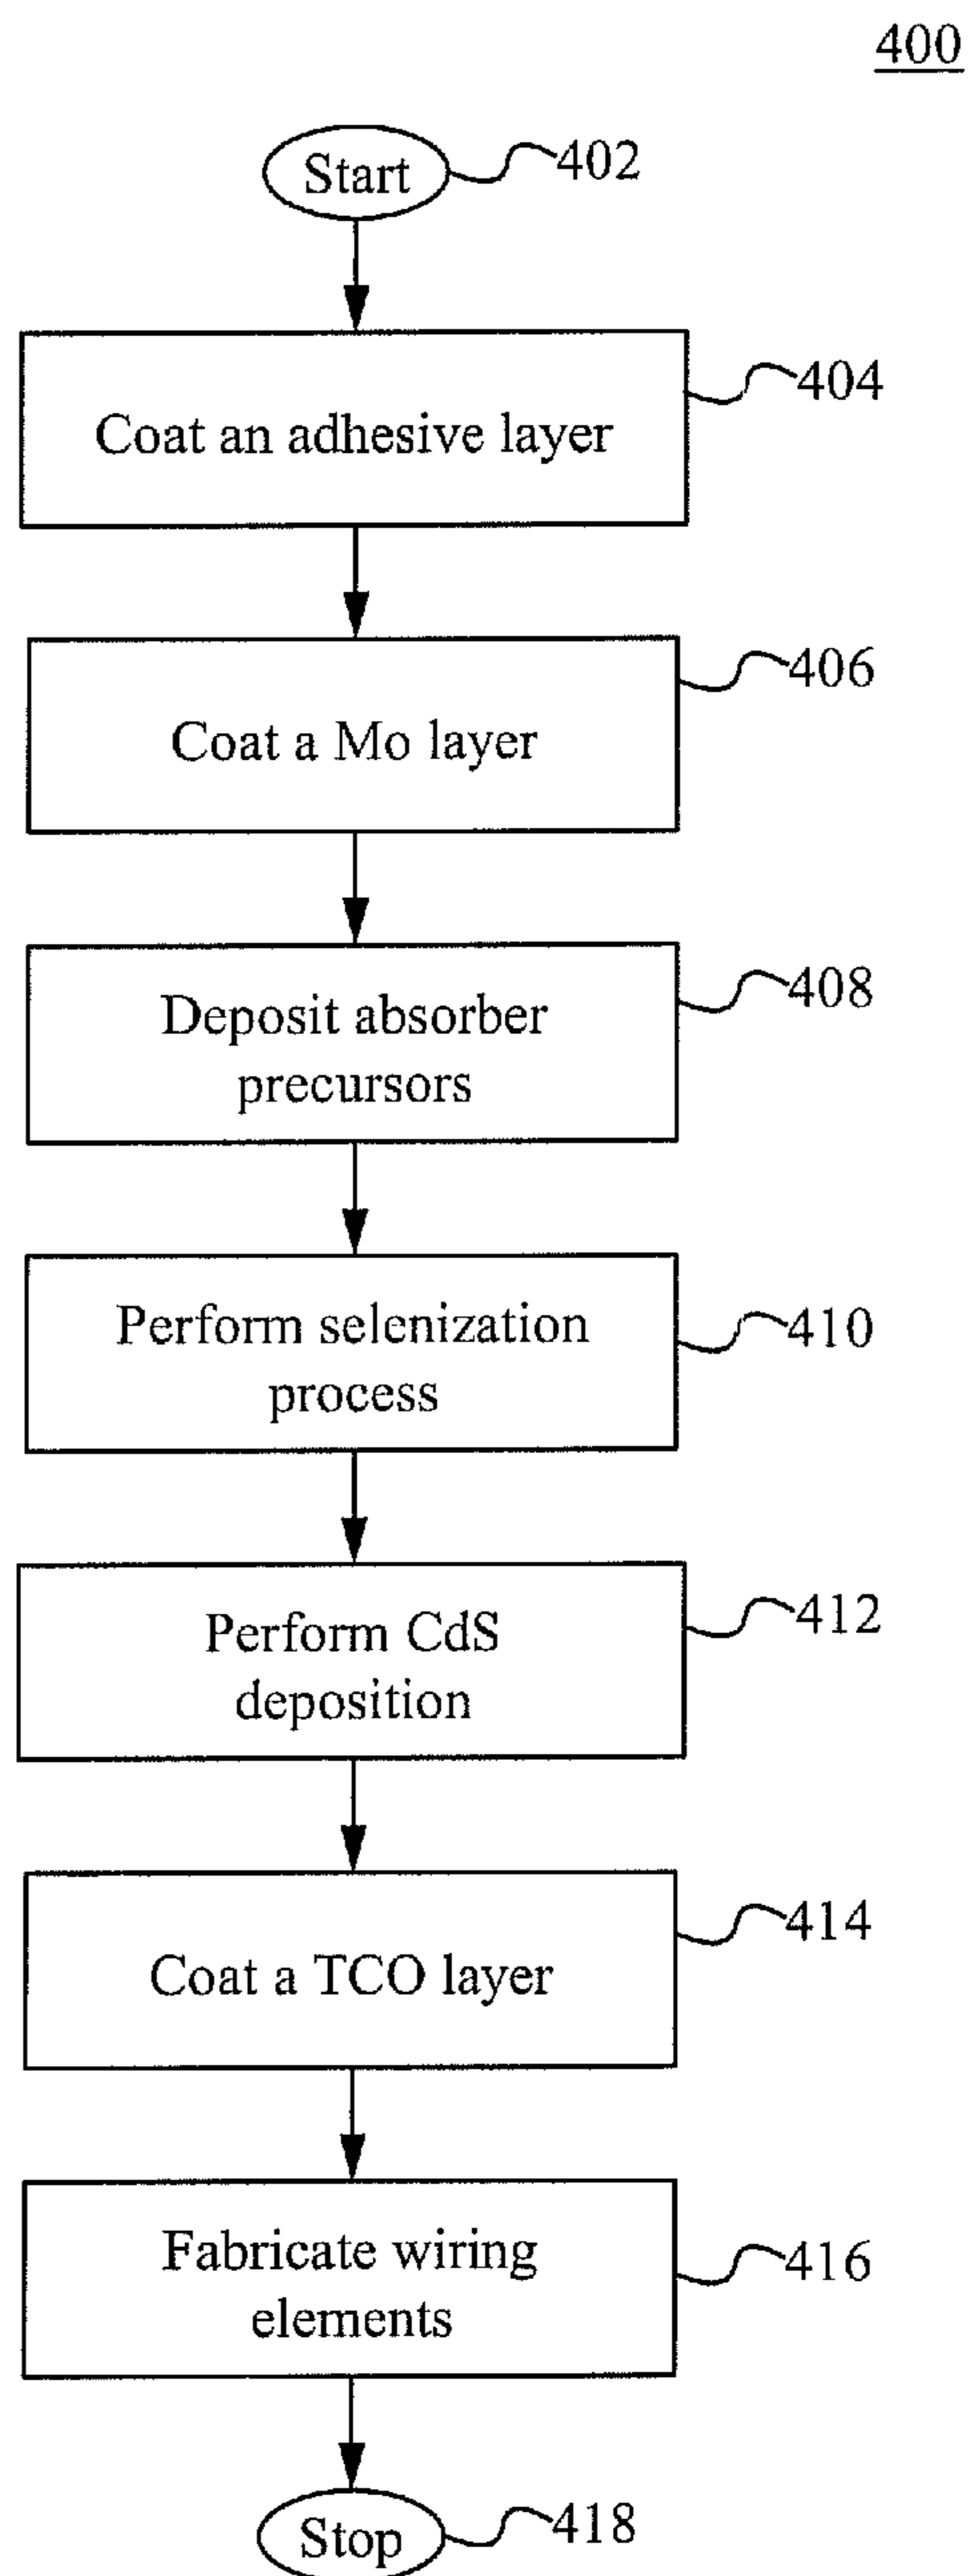 400
Start
402
Coat an adhesive layer
404
Coat a Mo layer
406
Deposit absorber
precursors
408
Perform selenization
process
410
Perform CdS
deposition
412
Coat a TCO layer
414
Fabricate wiring
elements
416
Stop
418